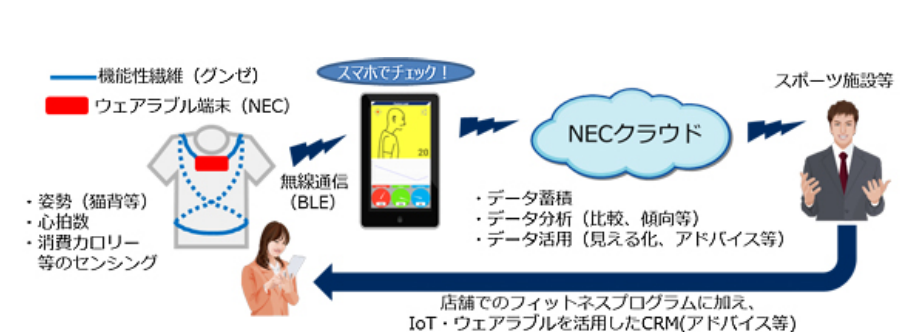 機能性繊維（グンゼ）
ウェアラブル端末（NEC）
スマホでチェック！
スポーツ施設等
NECクラウド
無線通信
（BLE）
20
・姿勢（猫背等）
・心拍数
・消費カロリー
等のセンシング
・データ蓄積
・データ分析（比較、傾向等）
・データ活用（見える化、アドバイス等）
店舗でのフィットネスプログラムに加え、
IoT・ウェアラブルを活用したCRM(アドバイス等)